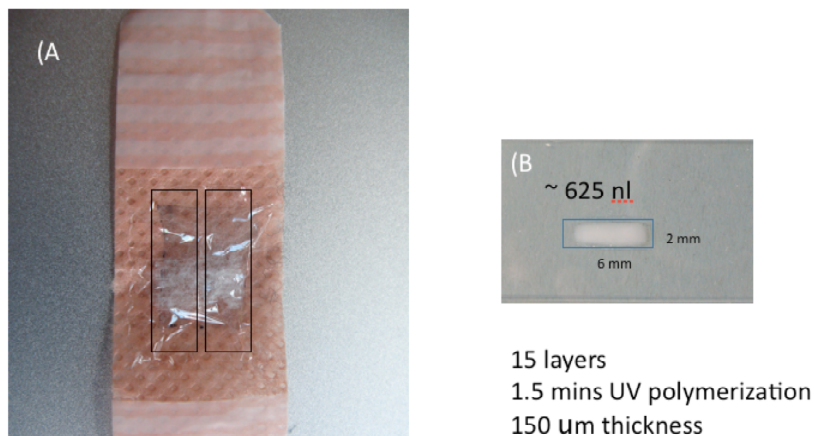 (A
(B
~ 625 nl
2 mm
6 mm
15 layers
1.5 mins UV polymerization
150 um thickness